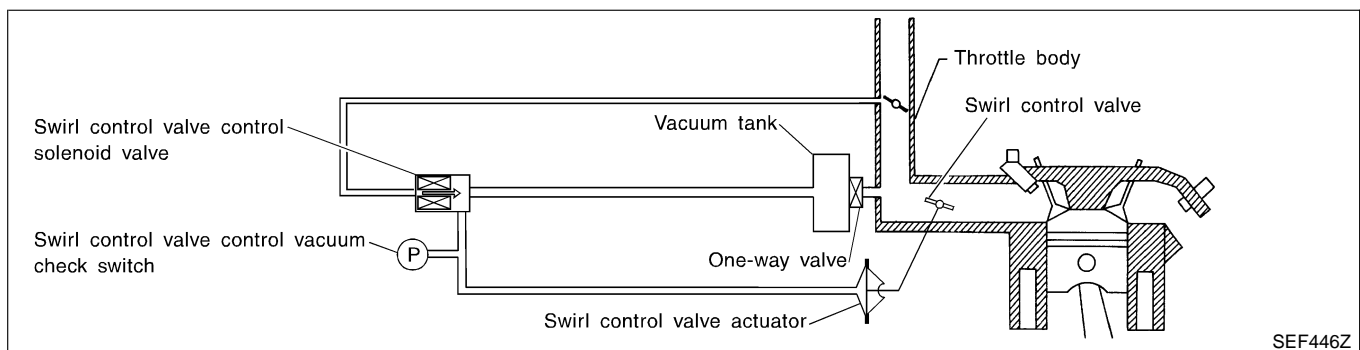 Throttle body
Swirl control valve
Vacuum tank
Swirl control valve control
solenoid valve
Swirl control valve control vacuum
check switch
P
One-way valve
Swirl control valve actuator
SEF446Z